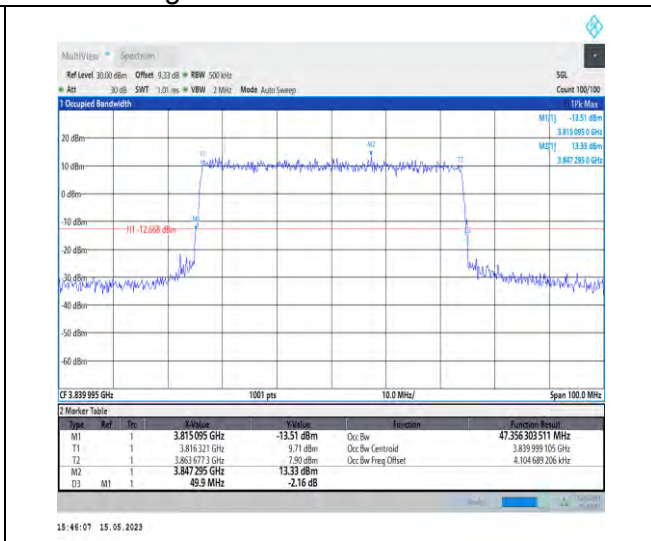 MultiView Spectrum
Ref Level 30.00 dBm Offset 9.33 dB RBW 500 kHz SGL
Att 30 dB SWT 1.01 ms VBW 2 MHz Mode Auto Sweep Count 100/100
1 Occupied Bandwidth 1Pk Max
M1[1] -13.51 dBm
3.815 095 0 GHz
20 dBm M2[1] 13.33 dBm
3.847 295 0 GHz
M2
T1 T2
10 dBm
0 dBm
-10 dBm
M1
H1 -12.668 dBm
D3
-20 dBm
-30 dBm
-40 dBm
-50 dBm
-60 dBm
CF 3.839 995 GHz 1001 pts 10.0 MHz/ Span 100.0 MHz
2 Marker Table
Type Ref Trc X-Value Y-Value Function Function Result
M1 1 3.815 095 GHz -13.51 dBm Occ Bw 47.356 303 511 MHz
T1 1 3.816 321 GHz 9.71 dBm Occ Bw Centroid 3.839 999 105 GHz
T2 1 3.863 677 3 GHz 7.90 dBm Occ Bw Freq Offset 4.104 689 206 kHz
M2 1 3.847 295 GHz 13.33 dBm
D3 M1 1 49.9 MHz -2.16 dB
15:46:07 15.05.2023